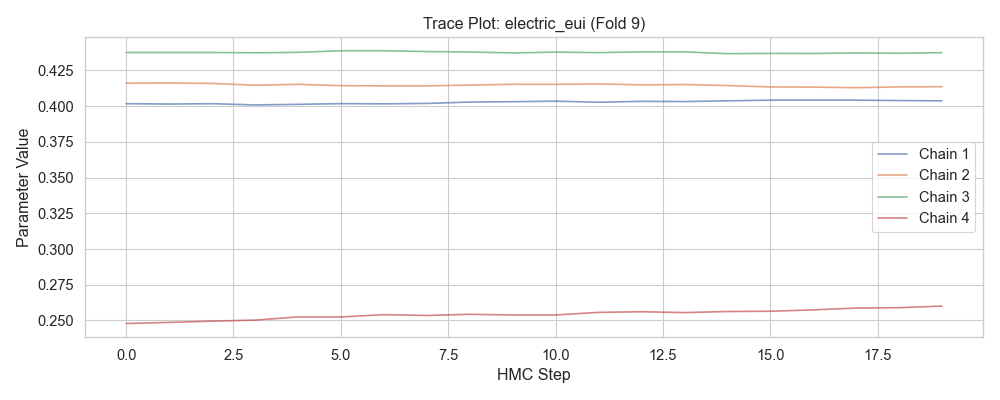 Trace Plot: electric_eui (Fold 9)
Parameter Value
0.425
0.400
0.375
0.350
0.325
0.300
0.275
0.250
Chain 1
Chain 2
Chain 3
Chain 4
0.0 2.5 5.0 7.5 10.0 12.5 15.0 17.5
HMC Step